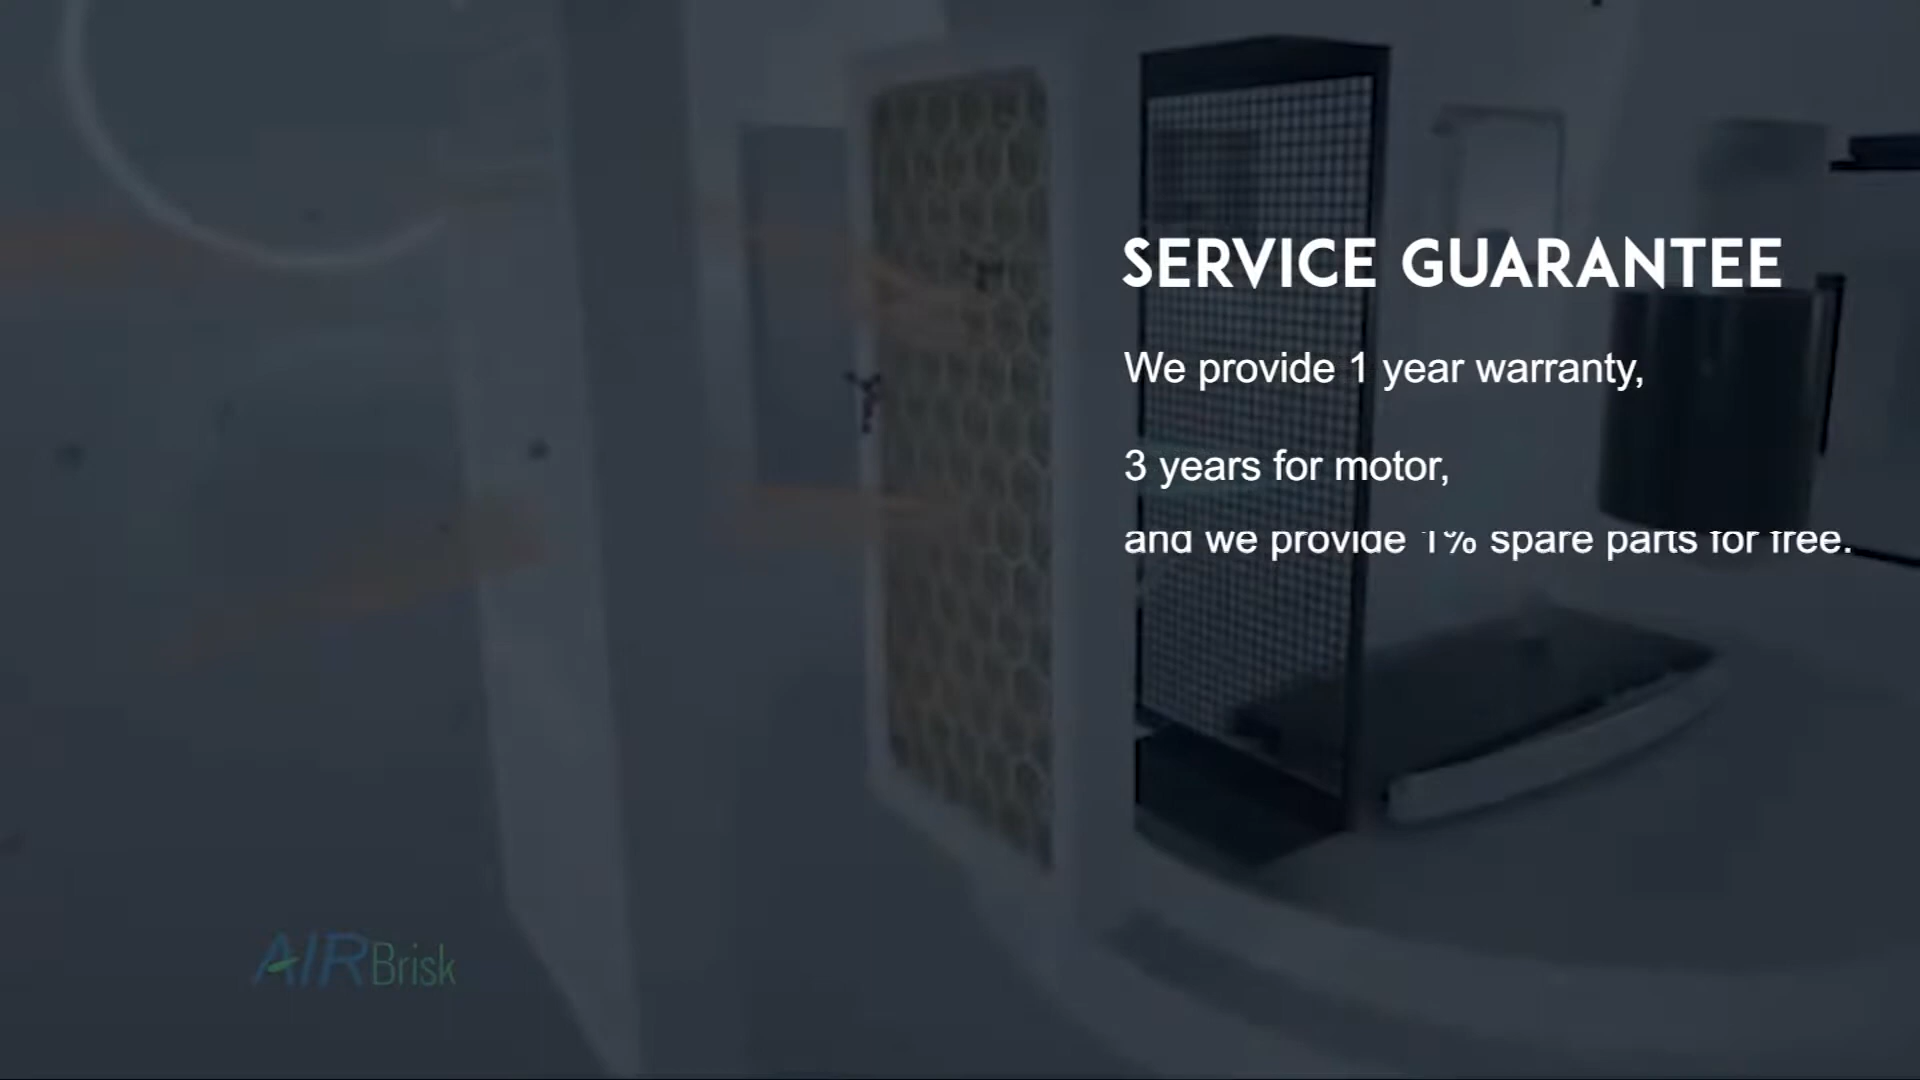 SERVICE GUARANTEE
We provide 1 year warranty,
3 years for motor,
and we provide 1% spare parts for free.
AIRBrisk